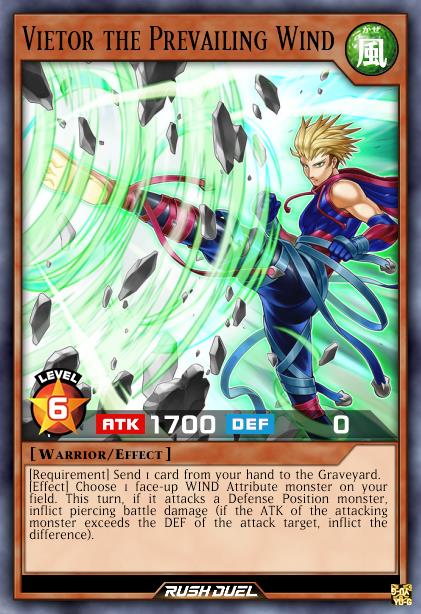 VIETOR THE PREVAILING WIND
かぜ
風
LEVEL
6
ATK 1700 DEF 0
[WARRIOR/EFFECT]
[Requirement] Send 1 card from your hand to the Graveyard.
[Effect] Choose 1 face-up WIND Attribute monster on your
field. This turn, if it attacks a Defense Position monster,
inflict piercing battle damage (if the ATK of the attacking
monster exceeds the DEF of the attack target, inflict the
difference).
RUSH DUEL